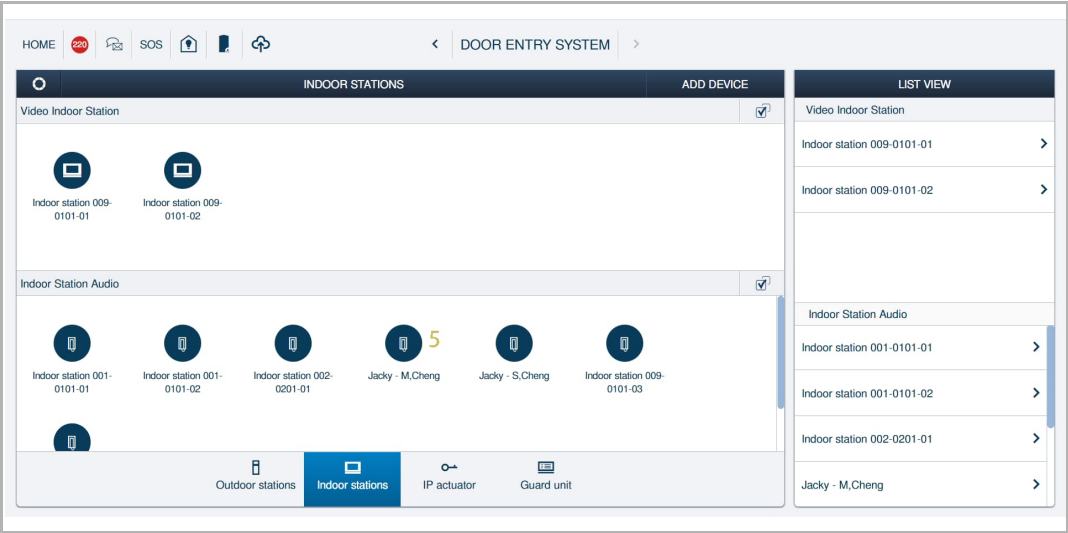 HOME 220 SOS DOOR ENTRY SYSTEM
INDOOR STATIONS ADD DEVICE
Video Indoor Station
Indoor station 009-
0101-01
Indoor station 009-
0101-02
Indoor Station Audio
5
Indoor station 001-
0101-01
Indoor station 001-
0101-02
Indoor station 002-
0201-01
Jacky - M,Cheng
Jacky - S,Cheng
Indoor station 009-
0101-03
Outdoor stations
Indoor stations
IP actuator
Guard unit
LIST VIEW
Video Indoor Station
Indoor station 009-0101-01
Indoor station 009-0101-02
Indoor Station Audio
Indoor station 001-0101-01
Indoor station 001-0101-02
Indoor station 002-0201-01
Jacky - M,Cheng